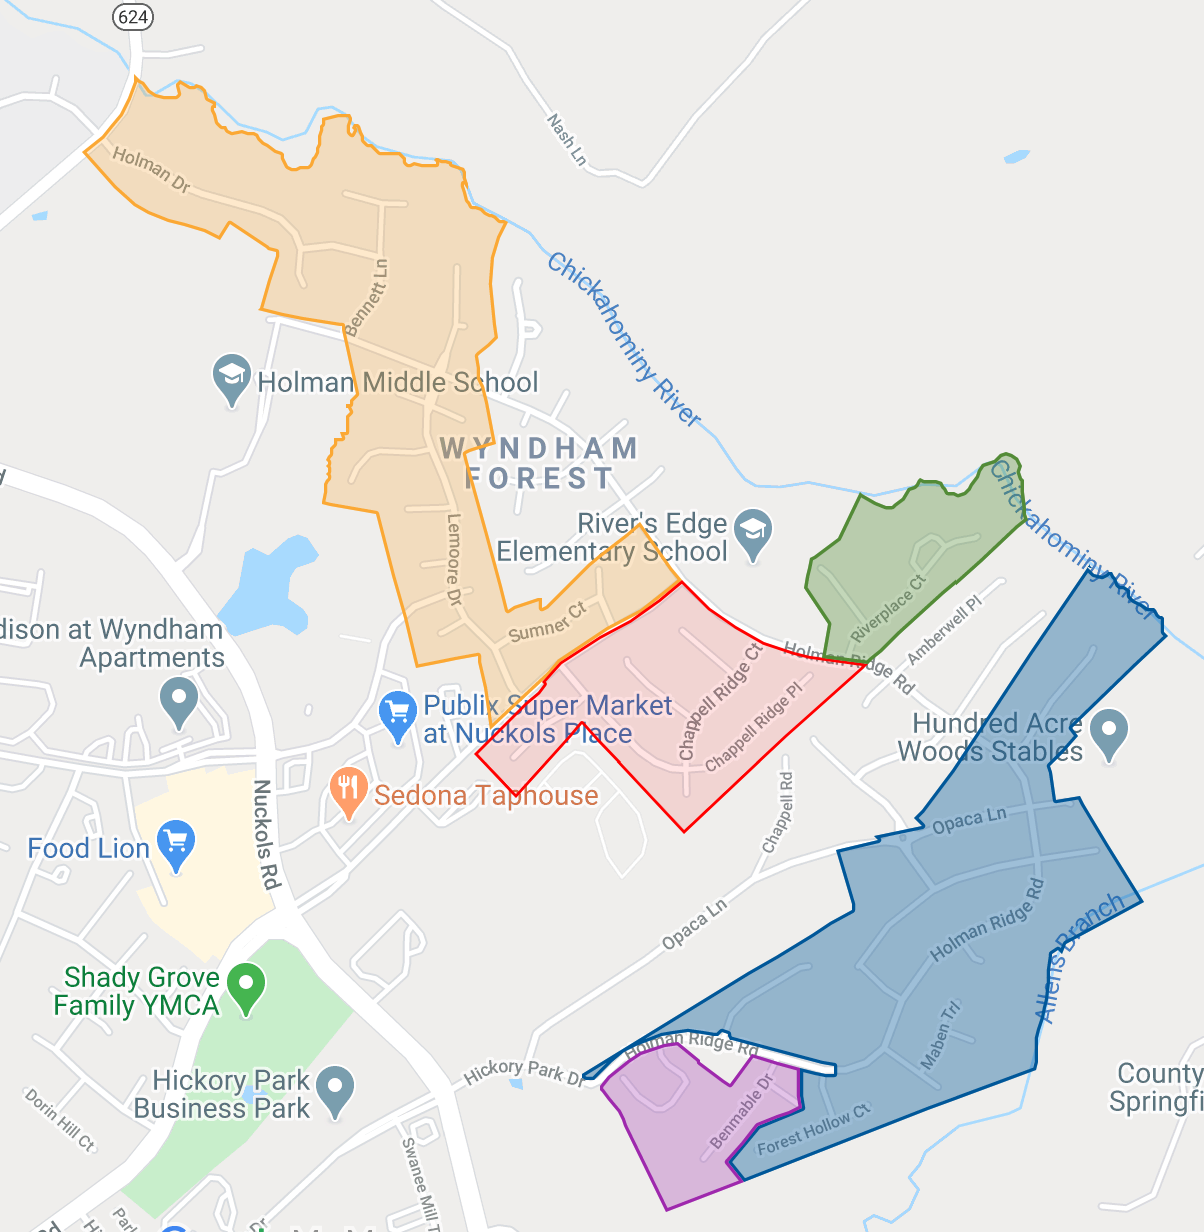 624
Nash Ln
Holman Dr
Chickahominy River
Bennett Ln
Holman Middle School
WYNDHAM
FOREST
River's Edge
Elementary School
Chickahominy River
Lemoore Dr
Sumner Ct
Riverplace Ct
Amberwell Pl
dison at Wyndham
Apartments
Holman Ridge Rd
Chappell Ridge Ct
Chappell Ridge Pl
Publix Super Market
at Nuckols Place
Hundred Acre
Woods Stables
Sedona Taphouse
Nuckols Rd
Chappell Rd
Opaca Ln
Food Lion
Opaca Ln
Holman Ridge Rd
Allens Branch
Shady Grove
Family YMCA
Maben Trl
Holman Ridge Rd
Hickory Park Dr
Hickory Park
Business Park
County
Springfi
Benmable Dr
Forest Hollow Ct
Dorin Hill Ct
Swanee Mill T